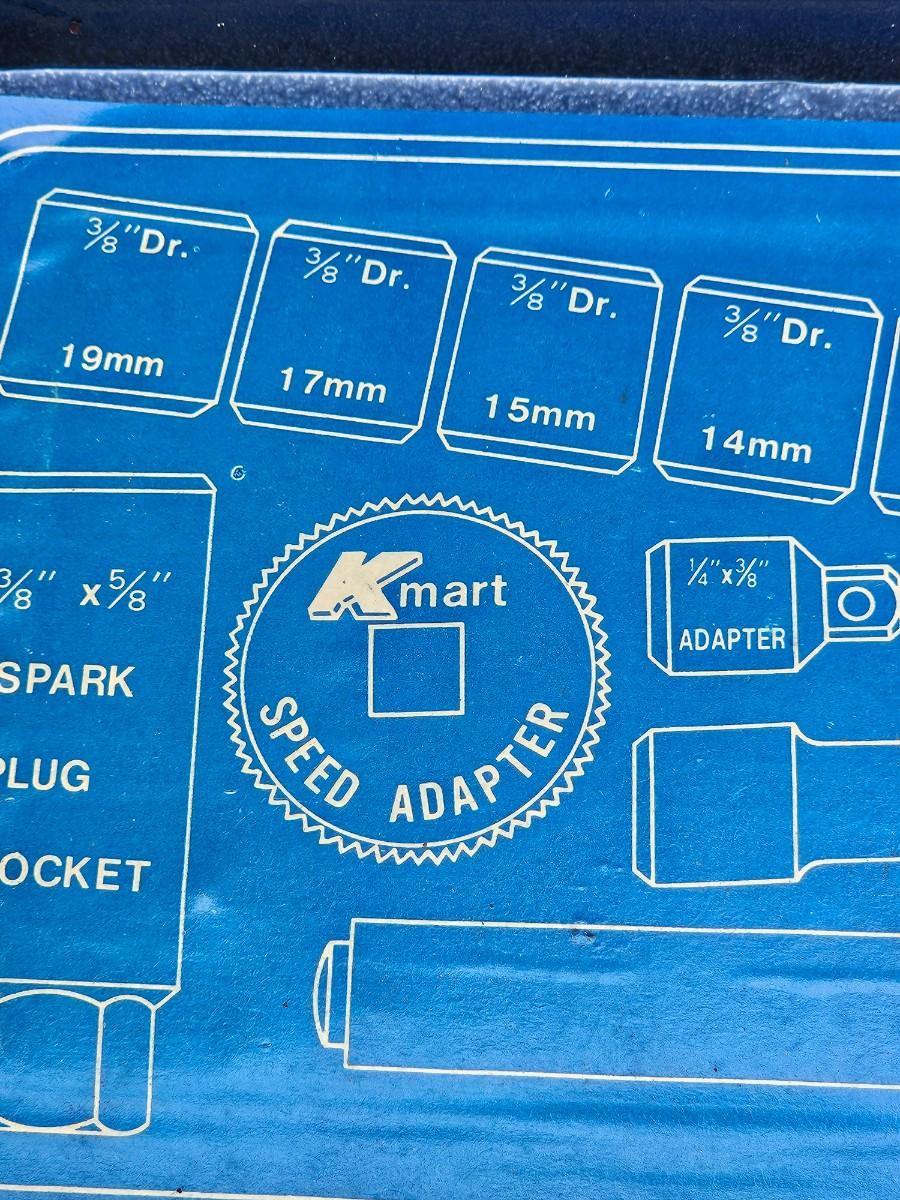 3/8"Dr.
19mm
3/8"Dr.
17mm
3/8"Dr.
15mm
3/8"Dr.
14mm
3/8" x 5/8"
SPARK
PLUG
OCKET
Kmart
SPEED ADAPTER
1/4"x3/8"
ADAPTER